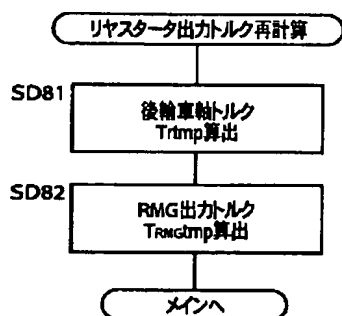 リヤスタータ出力トルク再計算
SD81
後輪車軸トルク
Trtmp算出
SD82
RMG出力トルク
TRMGtmp算出
メインへ